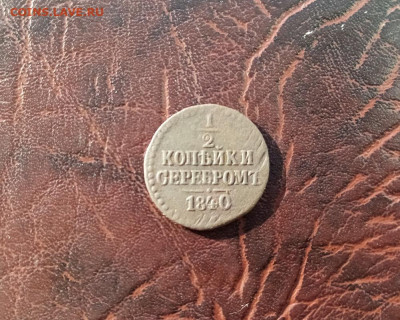 COINS.LAVE.RU
1/2
КОПѢЙКИ
СЕРЕБРОМЪ
1840